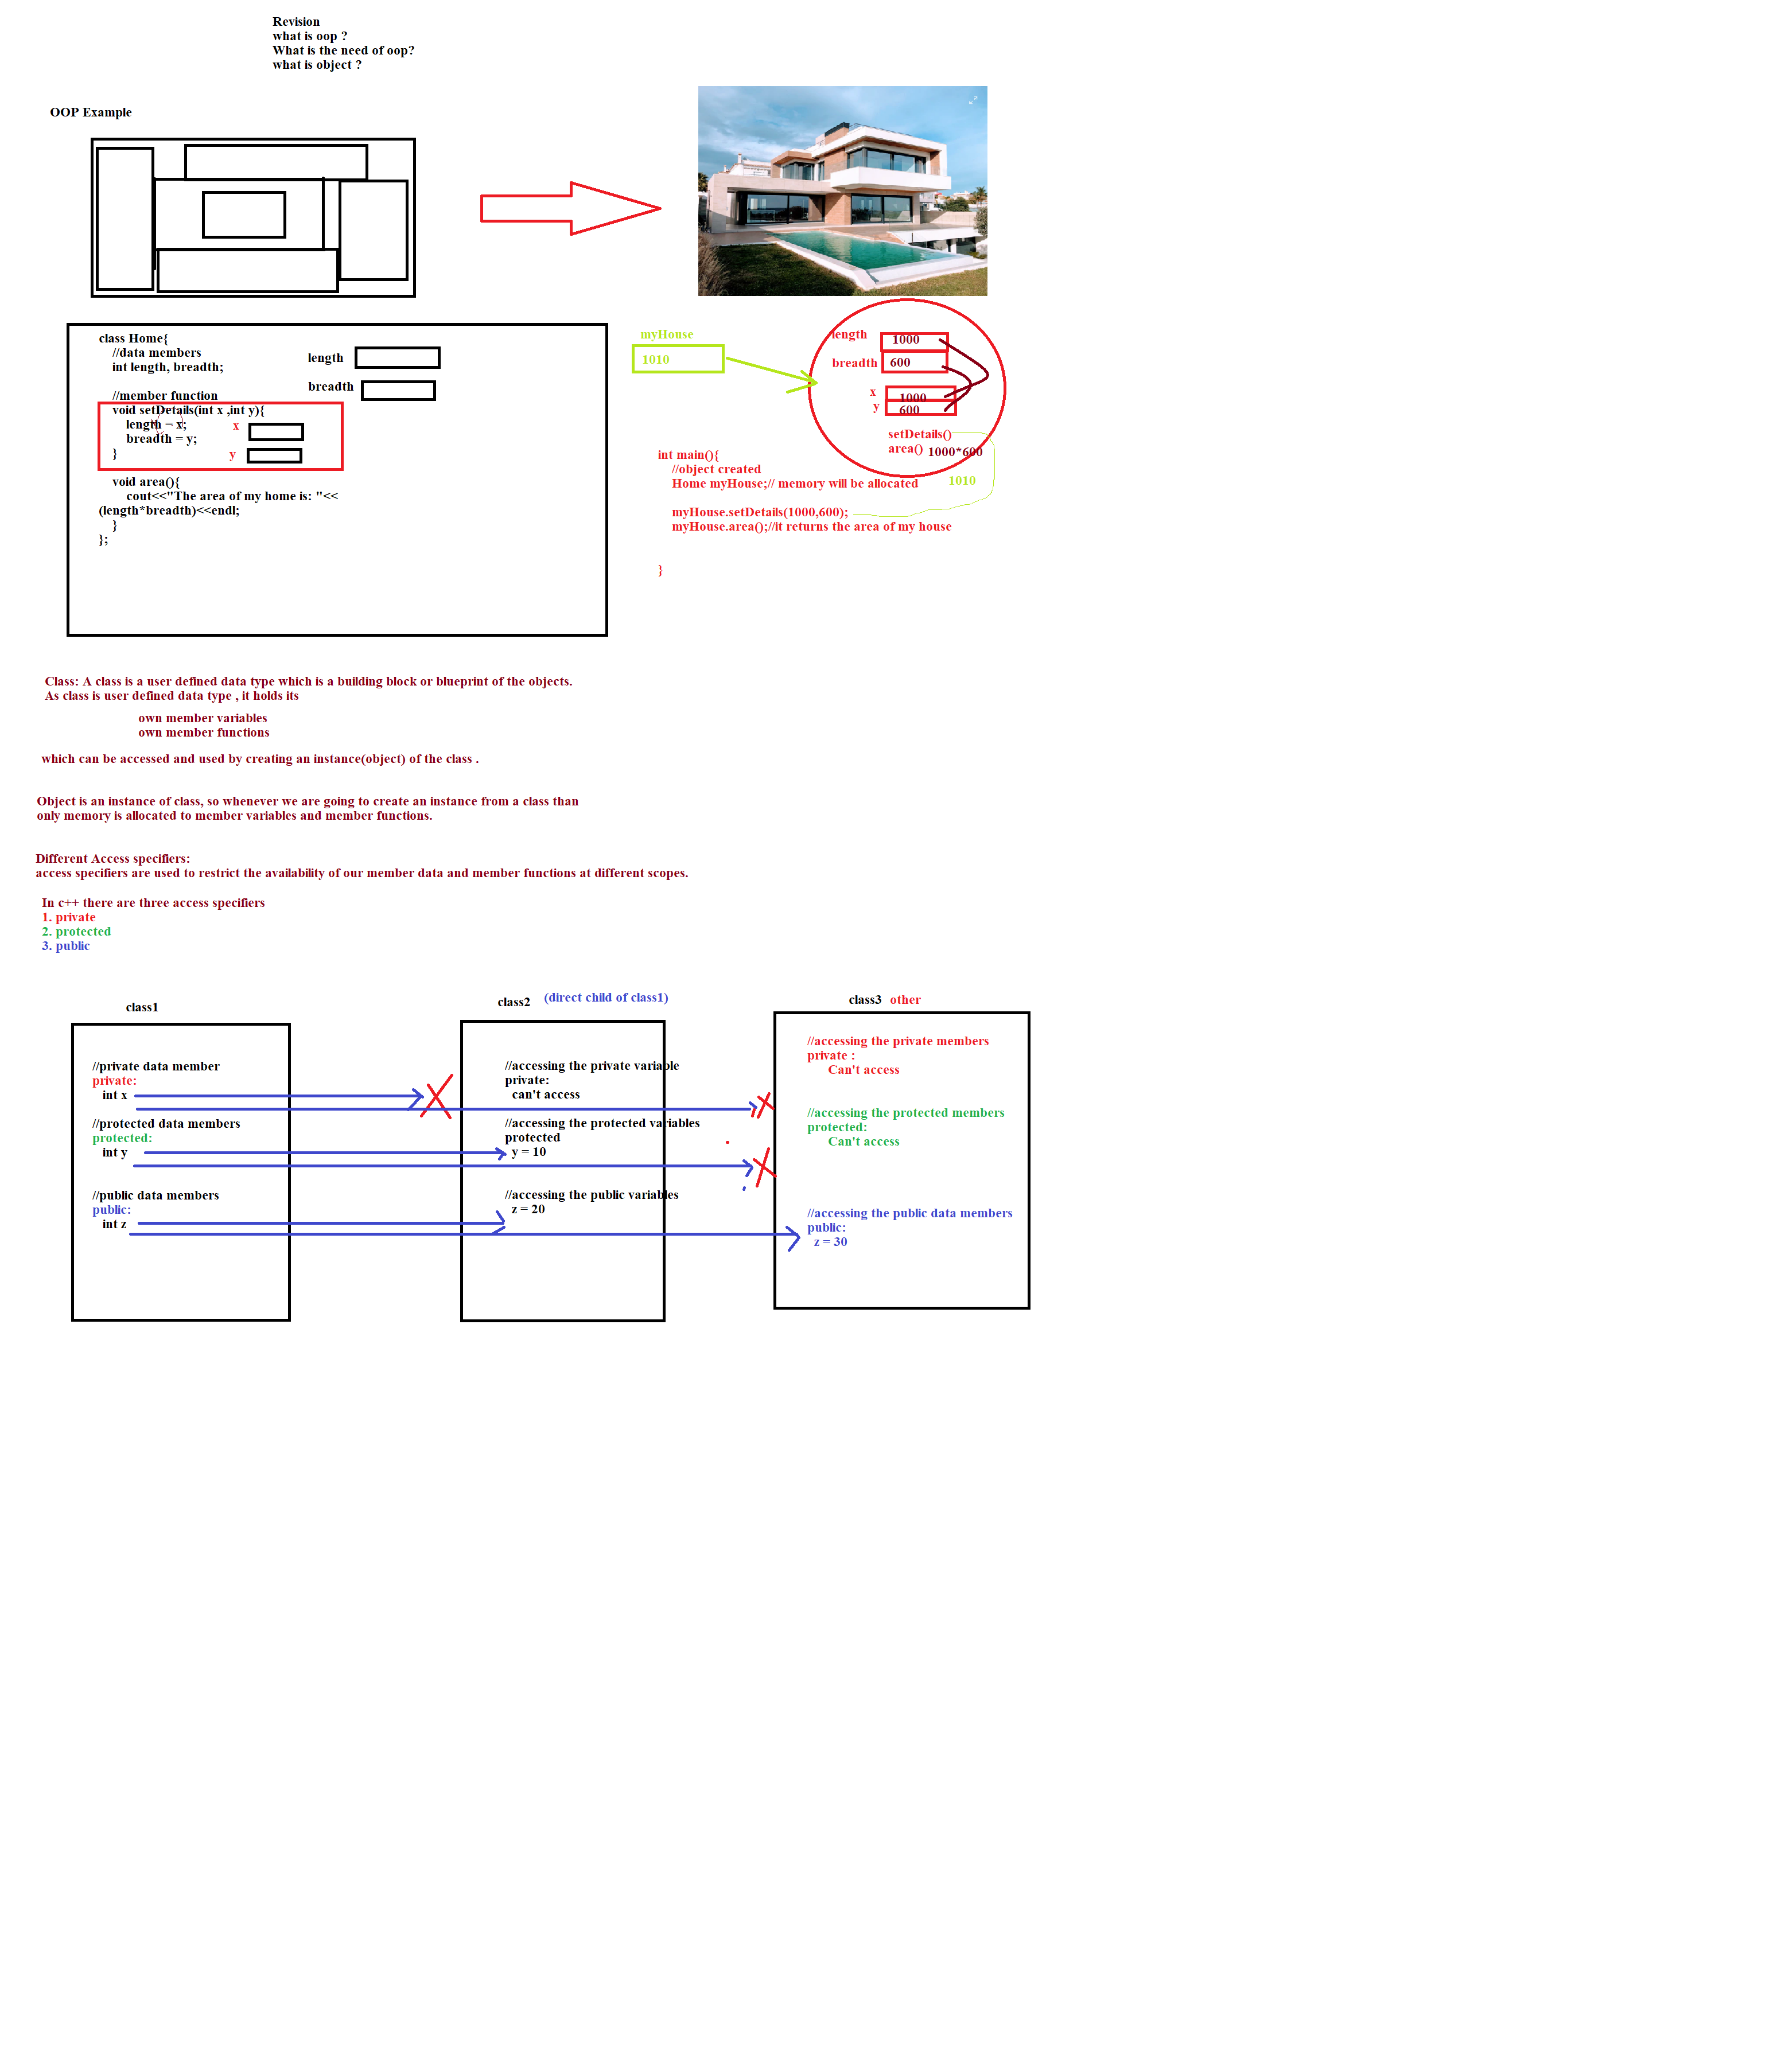 Revision
what is oop ?
What is the need of oop?
what is object ?
OOP Example
class Home{
//data members
int length, breadth;
//member function
void setDetails(int x ,int y){
length = x;
breadth = y;
}
void area(){
cout<<"The area of my home is: "<<
(length*breadth)<<endl;
}
};
length
breadth
x
y
myHouse
1010
length
1000
breadth
600
x
1000
y
600
setDetails()
area()
1000*600
1010
int main(){
//object created
Home myHouse;// memory will be allocated
myHouse.setDetails(1000,600);
myHouse.area();//it returns the area of my house
}
Class: A class is a user defined data type which is a building block or blueprint of the objects.
As class is user defined data type , it holds its
own member variables
own member functions
which can be accessed and used by creating an instance(object) of the class .
Object is an instance of class, so whenever we are going to create an instance from a class than
only memory is allocated to member variables and member functions.
Different Access specifiers:
access specifiers are used to restrict the availability of our member data and member functions at different scopes.
In c++ there are three access specifiers
1. private
2. protected
3. public
class1
//private data member
private:
int x
//protected data members
protected:
int y
//public data members
public:
int z
class2 (direct child of class1)
//accessing the private variable
private:
can't access
//accessing the protected variables
protected
y = 10
//accessing the public variables
z = 20
class3 other
//accessing the private members
private :
Can't access
//accessing the protected members
protected:
Can't access
//accessing the public data members
public:
z = 30